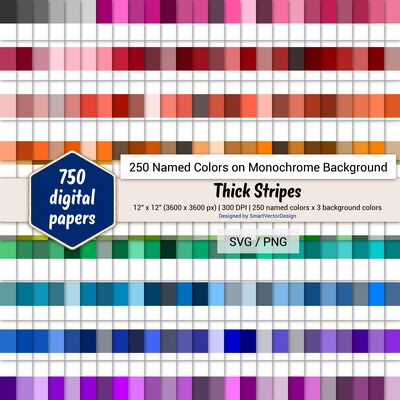 250 Named Colors on Monochrome Background
750
digital
papers
Thick Stripes
12" x 12" (3600 x 3600 px) | 300 DPI | 250 named colors x 3 background colors
Designed by SmartVectorDesign
SVG / PNG